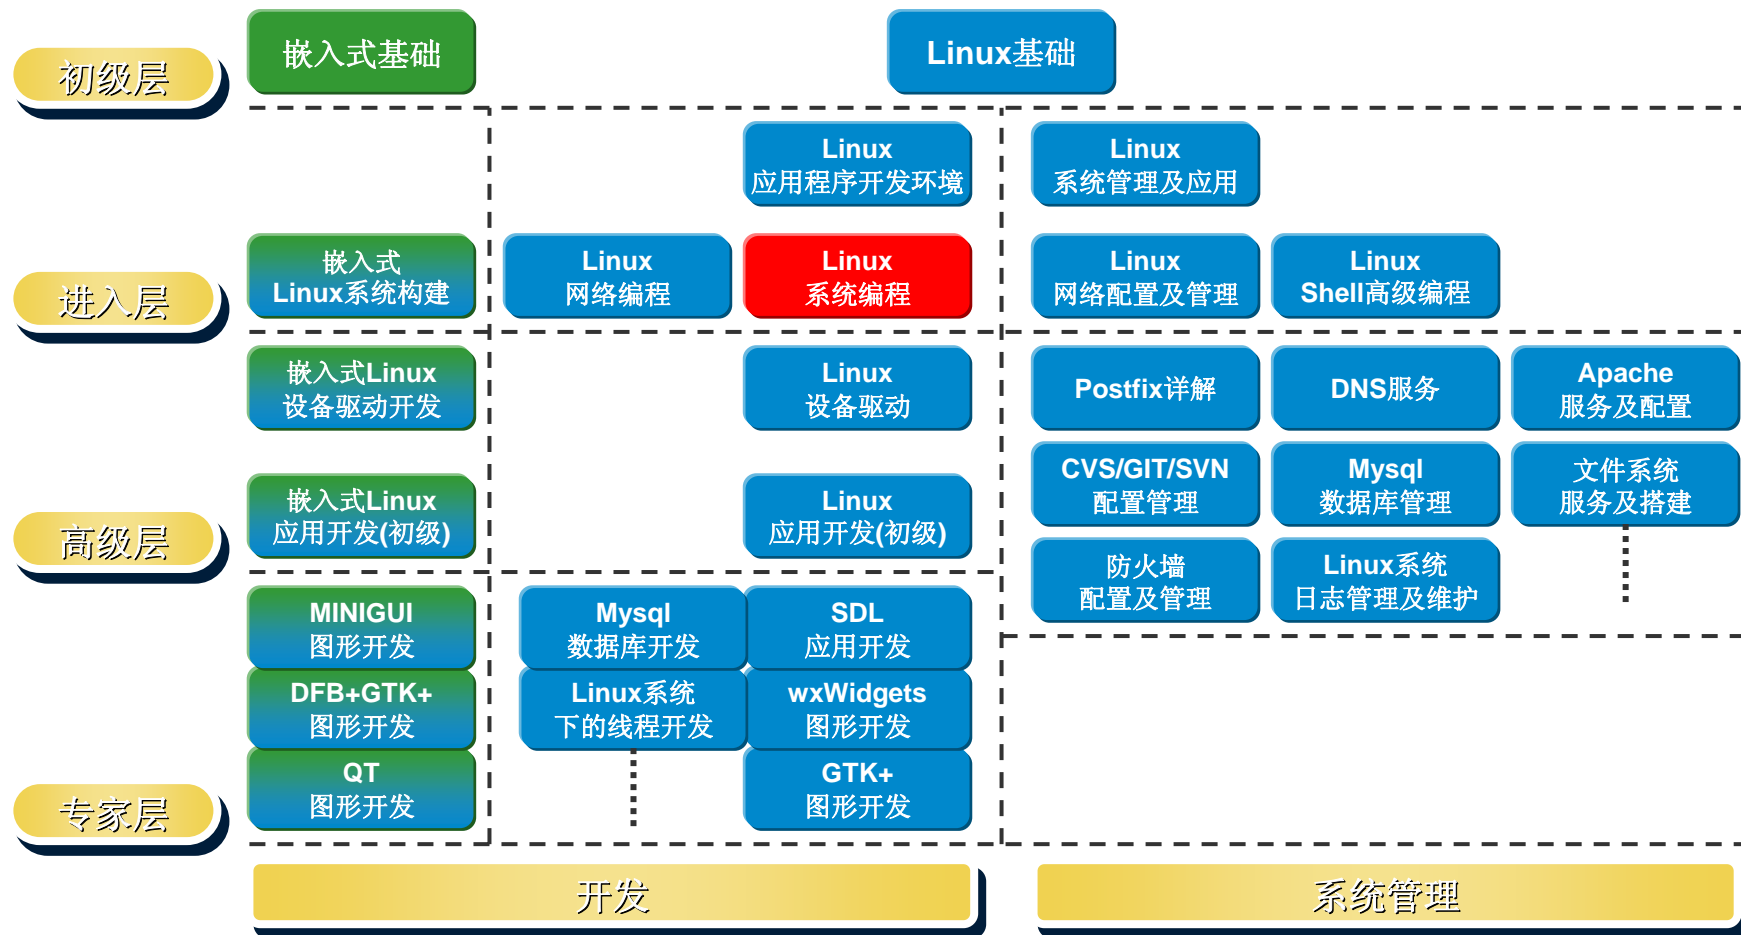 初级层
嵌入式基础
Linux基础
Linux
应用程序开发环境
Linux
系统管理及应用
进入层
嵌入式
Linux系统构建
Linux
网络编程
Linux
系统编程
Linux
网络配置及管理
Linux
Shell高级编程
嵌入式Linux
设备驱动开发
Linux
设备驱动
Postfix详解
DNS服务
Apache
服务及配置
高级层
嵌入式Linux
应用开发(初级)
Linux
应用开发(初级)
CVS/GIT/SVN
配置管理
Mysql
数据库管理
文件系统
服务及搭建
防火墙
配置及管理
Linux系统
日志管理及维护
MINIGUI
图形开发
Mysql
数据库开发
SDL
应用开发
DFB+GTK+
图形开发
Linux系统
下的线程开发
wxWidgets
图形开发
专家层
QT
图形开发
GTK+
图形开发
开发
系统管理